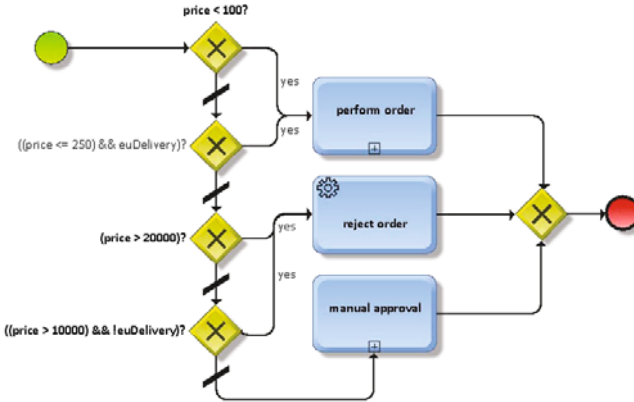 price < 100?
yes
perform order
yes
((price <= 250) && euDelivery)?
(price > 20000)?
yes
reject order
yes
manual approval
((price > 10000) && !euDelivery)?